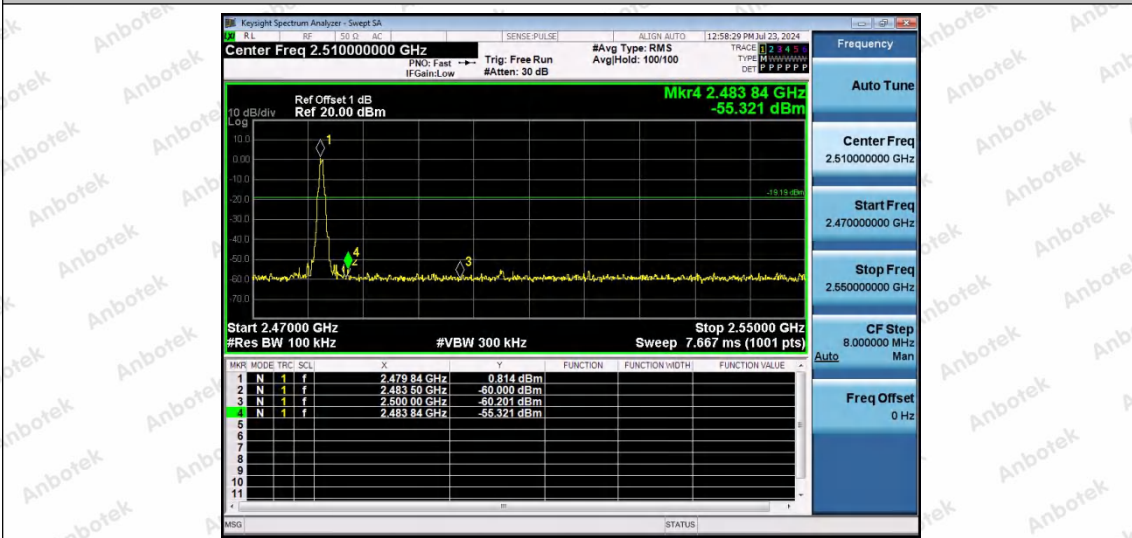 Keysight Spectrum Analyzer - Swept SA
RL RF 50 Ω AC SENSE:PULSE ALIGN AUTO 12:58:29 PM Jul 23, 2024
Center Freq 2.510000000 GHz
PNO: Fast
IFGain:Low
Trig: Free Run
#Atten: 30 dB
#Avg Type: RMS
Avg|Hold: 100/100
TRACE 1 2 3 4 5 6
TYPE M W W W W W
DET P P P P P P
Frequency
Mkr4 2.483 84 GHz
-55.321 dBm
Ref Offset 1 dB
10 dB/div Ref 20.00 dBm
Log
10.0
0.00
-10.0
-20.0
-30.0
-40.0
-50.0
-60.0
-70.0
1
4
2
3
-19.19 dBm
Start 2.47000 GHz Stop 2.55000 GHz
#Res BW 100 kHz #VBW 300 kHz Sweep 7.667 ms (1001 pts)
MKR MODE TRC SCL X Y FUNCTION FUNCTION WIDTH FUNCTION VALUE
1 N 1 f 2.479 84 GHz 0.814 dBm
2 N 1 f 2.483 50 GHz -60.000 dBm
3 N 1 f 2.500 00 GHz -60.201 dBm
4 N 1 f 2.483 84 GHz -55.321 dBm
5
6
7
8
9
10
11
MSG STATUS
Auto Tune
Center Freq
2.510000000 GHz
Start Freq
2.470000000 GHz
Stop Freq
2.550000000 GHz
CF Step
8.000000 MHz
Auto Man
Freq Offset
0 Hz
Anbotek